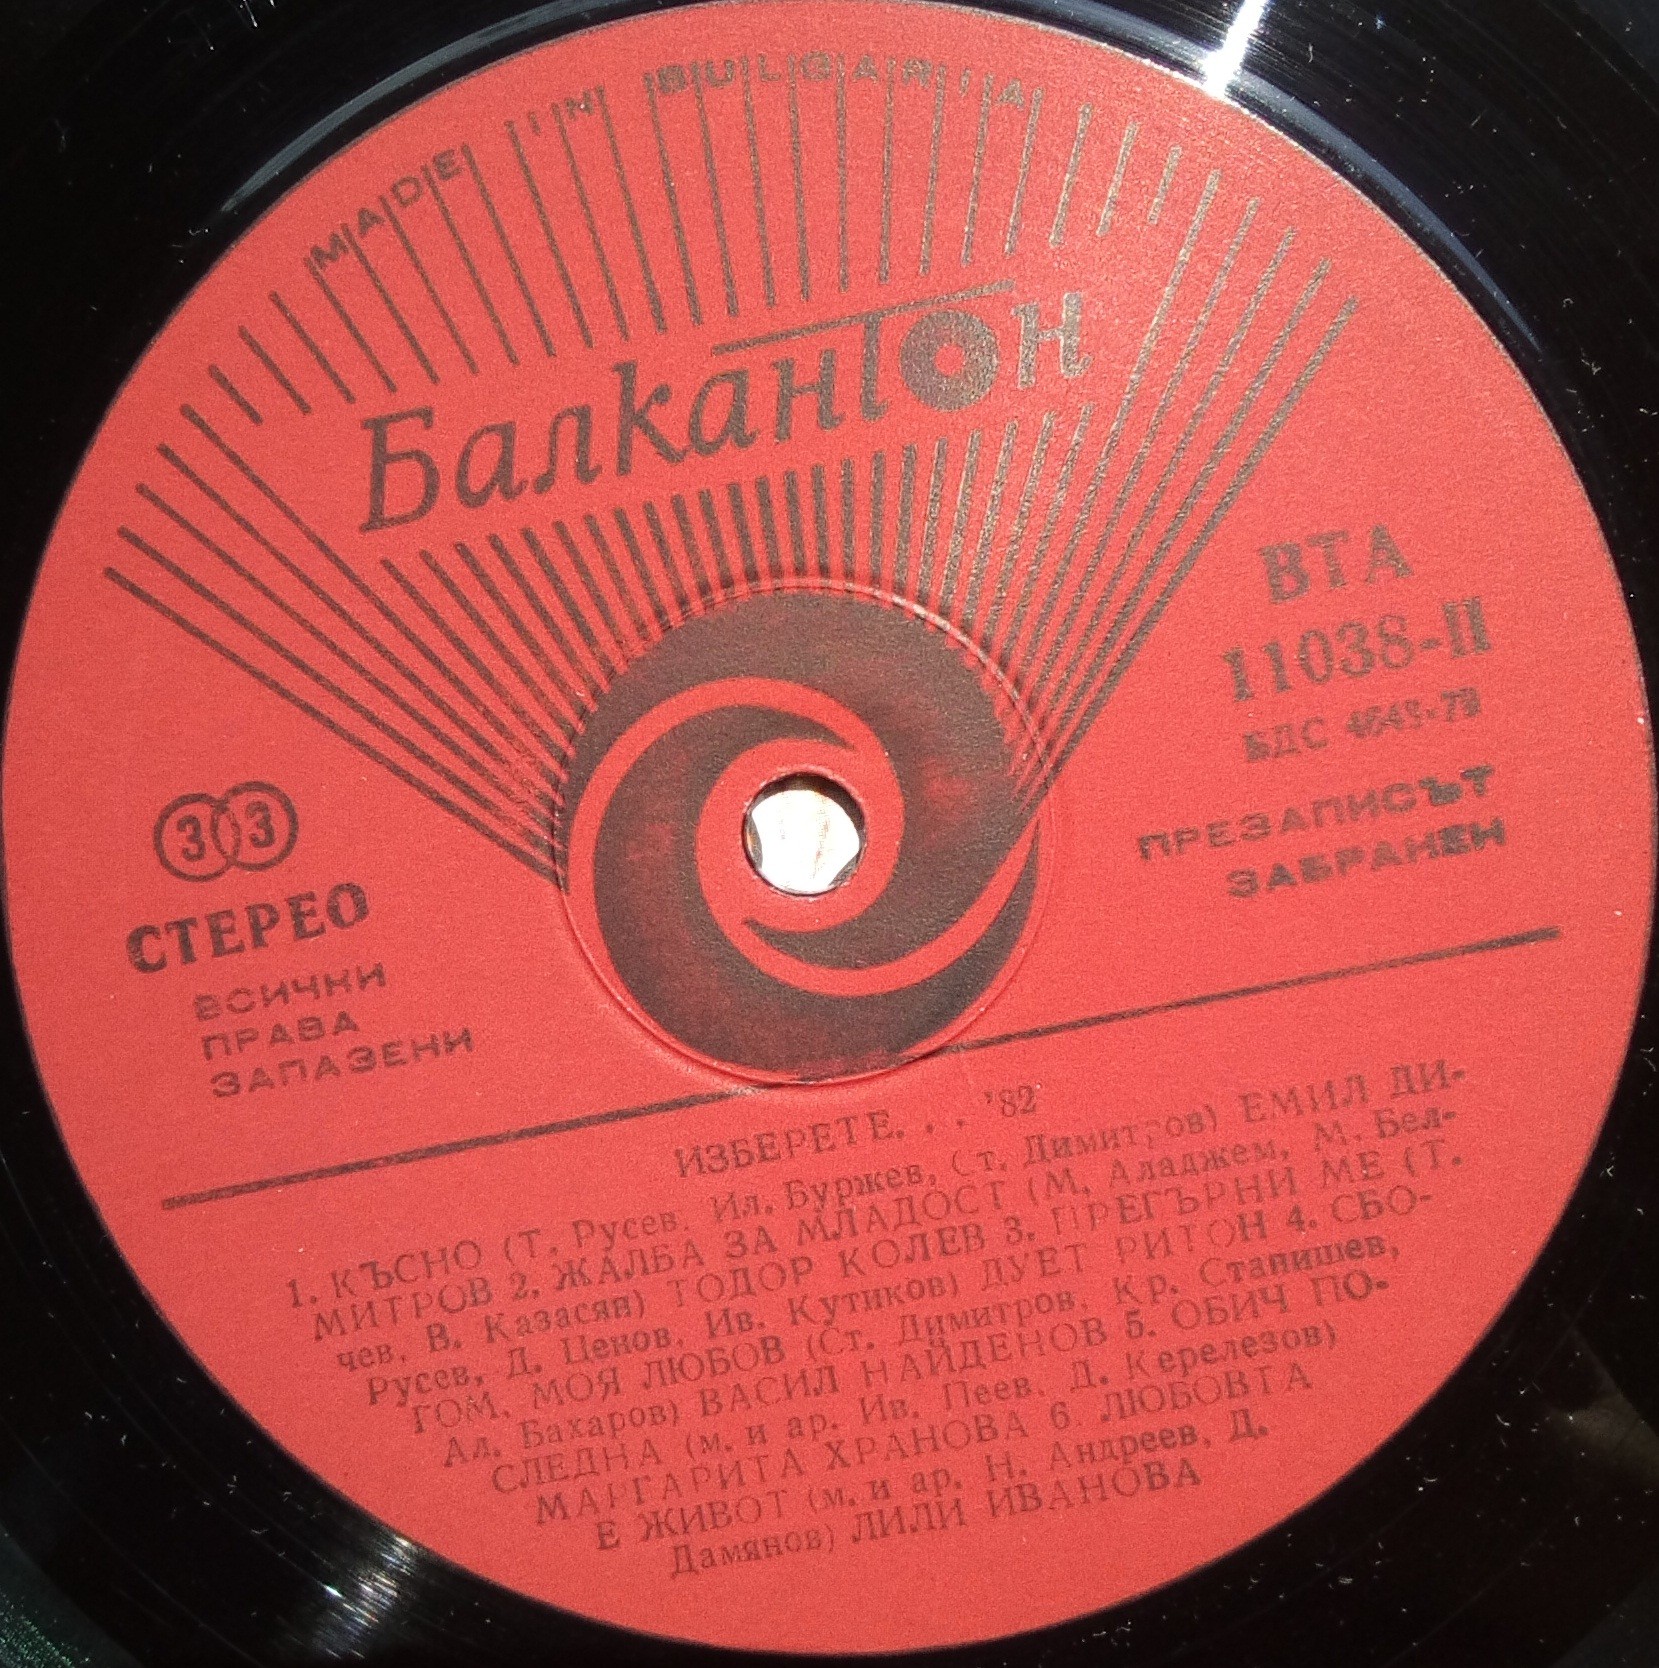 MADE IN BULGARIA
Балкантон
ВТА
11038-II
БДС 4643-78
ПРЕЗАПИСЪТ
ЗАБРАНЕН
33
СТЕРЕО
ВСИЧКИ
ПРАВА
ЗАПАЗЕНИ
ИЗБЕРЕТЕ. . . ’82
1. КЪСНО (Т. Русев, Ил. Буржев, Ст. Димитров) ЕМИЛ ДИ-
МИТРОВ 2. ЖАЛБА ЗА МЛАДОСТ (М. Аладжем, М. Бел-
чев, В. Казасян) ТОДОР КОЛЕВ 3. ПРЕГЪРНИ МЕ (Т.
Русев, Д. Ценов, Ив. Кутиков) ДУЕТ РИТОН 4. СБО-
ГОМ, МОЯ ЛЮБОВ (Ст. Димитров, Кр. Станишев,
Ал. Бахаров) ВАСИЛ НАЙДЕНОВ 5. ОБИЧ ПО-
СЛЕДНА (м. и ар. Ив. Пеев, Д. Керелезов)
МАРГАРИТА ХРАНОВА 6. ЛЮБОВТА
Е ЖИВОТ (м. и ар. Н. Андреев, Д.
Дамянов) ЛИЛИ ИВАНОВА